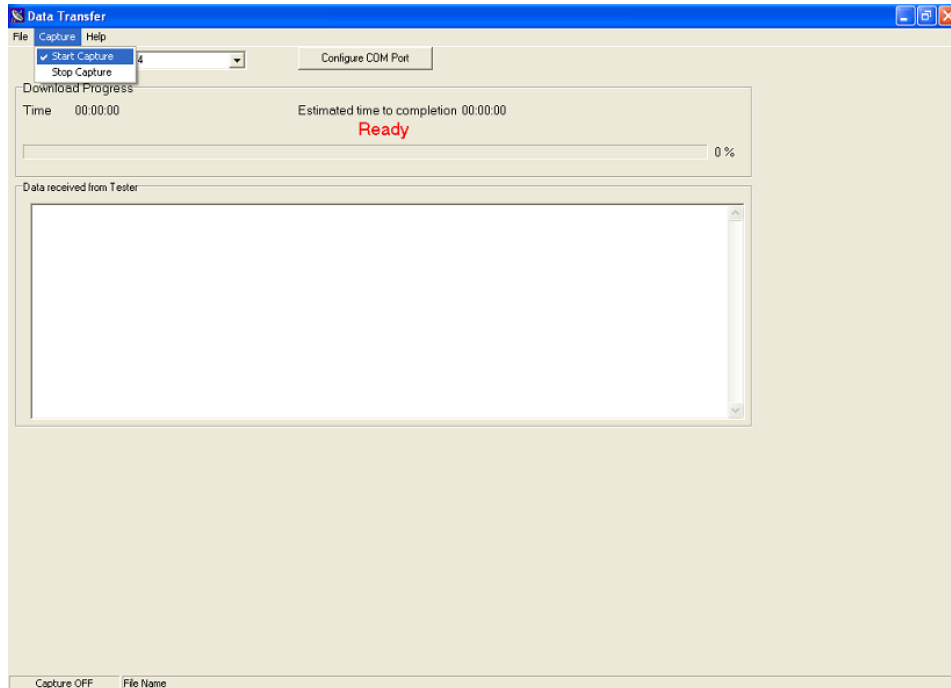 Data Transfer
File Capture Help
Start Capture
Stop Capture
4
Configure COM Port
Download Progress
Time 00:00:00 Estimated time to completion 00:00:00
Ready
0 %
Data received from Tester
Capture OFF File Name